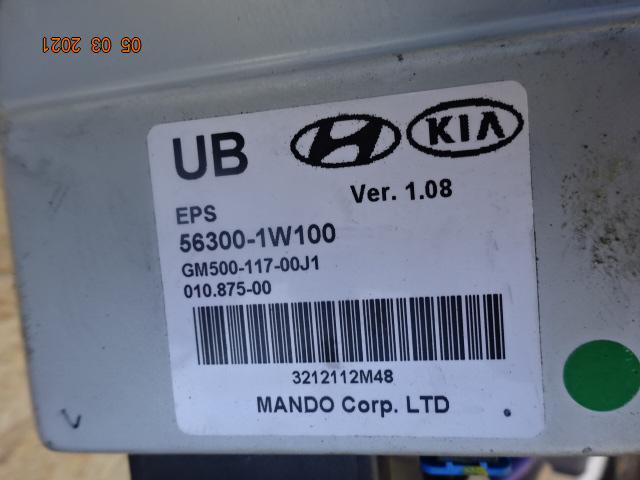 05 03 2021
UB
KIA
Ver. 1.08
EPS
56300-1W100
GM500-117-00J1
010.875-00
3212112M48
MANDO Corp. LTD